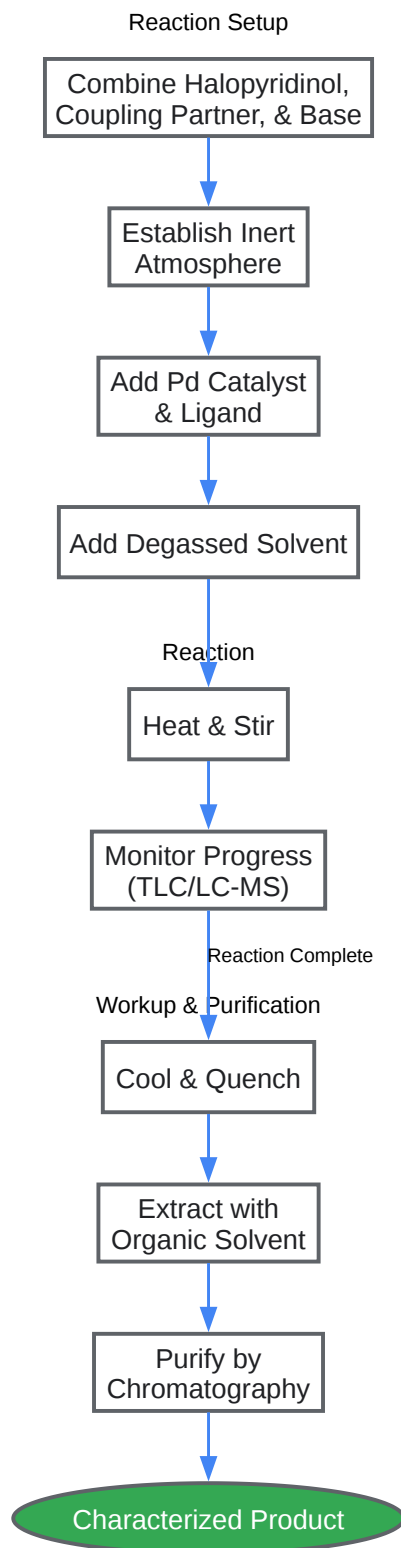 Reaction Setup
Combine Halopyridinol,
Coupling Partner, & Base
Establish Inert
Atmosphere
Add Pd Catalyst
& Ligand
Add Degassed Solvent
Reaction
Heat & Stir
Monitor Progress
(TLC/LC-MS)
Reaction Complete
Workup & Purification
Cool & Quench
Extract with
Organic Solvent
Purify by
Chromatography
Characterized Product